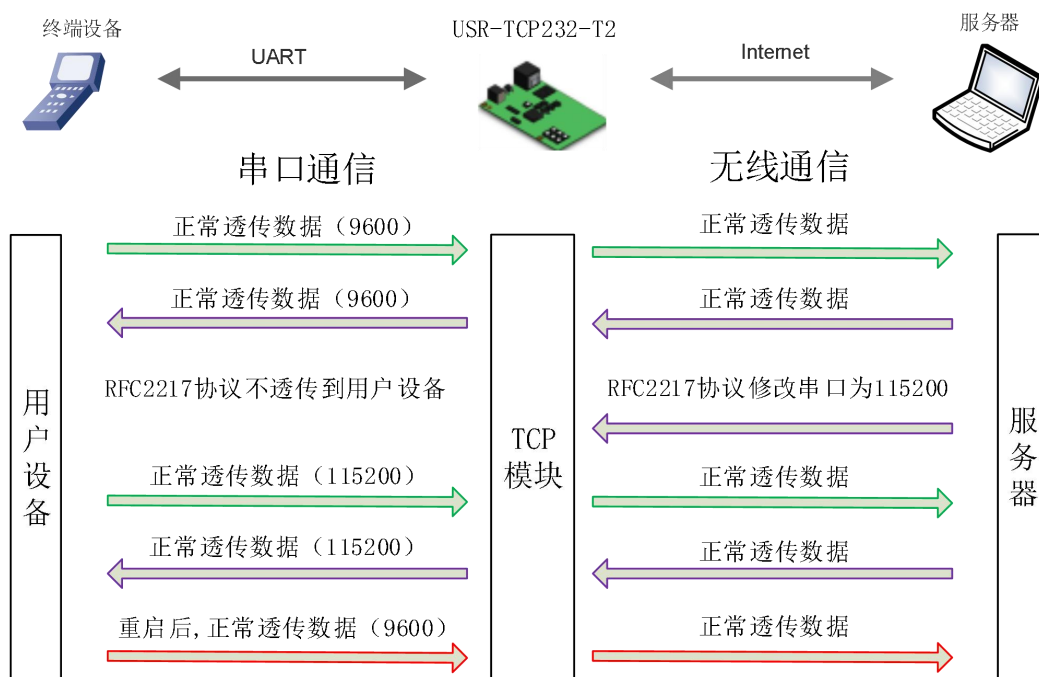 终端设备
USR-TCP232-T2
服务器
UART
Internet
串口通信
无线通信
正常透传数据（9600）
正常透传数据
正常透传数据（9600）
正常透传数据
RFC2217协议不透传到用户设备
RFC2217协议修改串口为115200
用户设备
TCP
模块
服务器
正常透传数据（115200）
正常透传数据
正常透传数据（115200）
正常透传数据
重启后,正常透传数据（9600）
正常透传数据